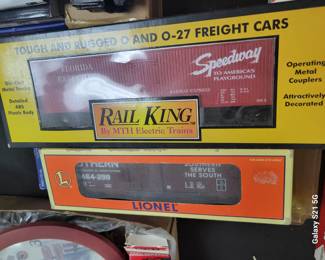 TOUGH AND RUGGED O AND O-27 FREIGHT CARS
FLORIDA
Speedway
TO AMERICA'S
PLAYGROUND
Die-Cast
Metal Trucks
Detailed
ABS
Plastic Body
Operating
Metal
Couplers
Attractively
Decorated
RAIL KING
By MTH Electric Trains
THERN
SOUTHERN
SERVES
THE SOUTH
L
LIONEL
Galaxy S21 5G